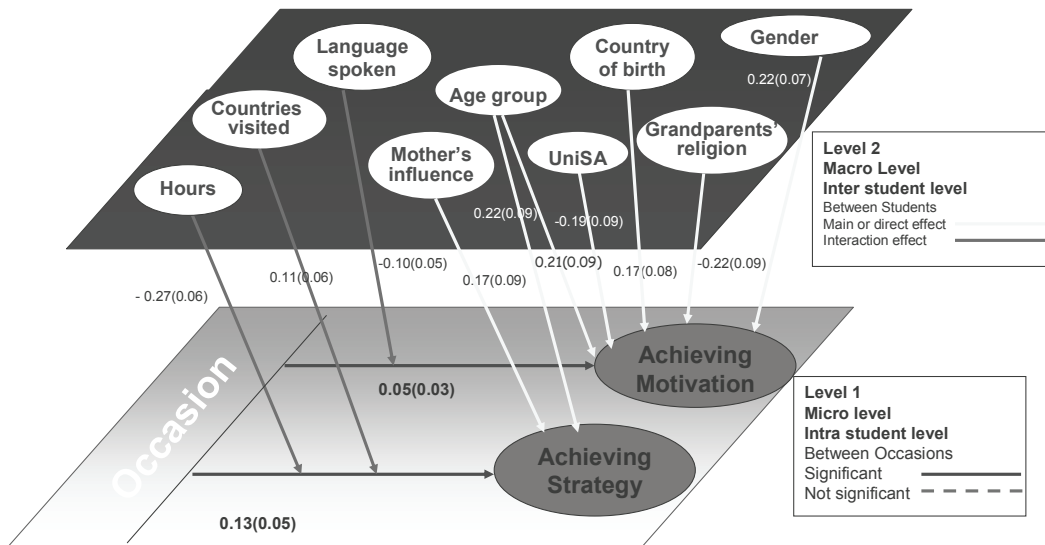 Language
spoken
Country
of birth
Gender
0.22(0.07)
Countries
visited
Age group
Grandparents'
religion
Mother's
influence
UniSA
Hours
0.22(0.09)
-0.19(0.09)
Level 2
Macro Level
Inter student level
Between Students
Main or direct effect
Interaction effect
- 0.27(0.06)
0.11(0.06)
-0.10(0.05)
0.17(0.09)
0.21(0.09)
0.17(0.08)
-0.22(0.09)
Occasion
Achieving
Motivation
0.05(0.03)
Achieving
Strategy
0.13(0.05)
Level 1
Micro level
Intra student level
Between Occasions
Significant
Not significant